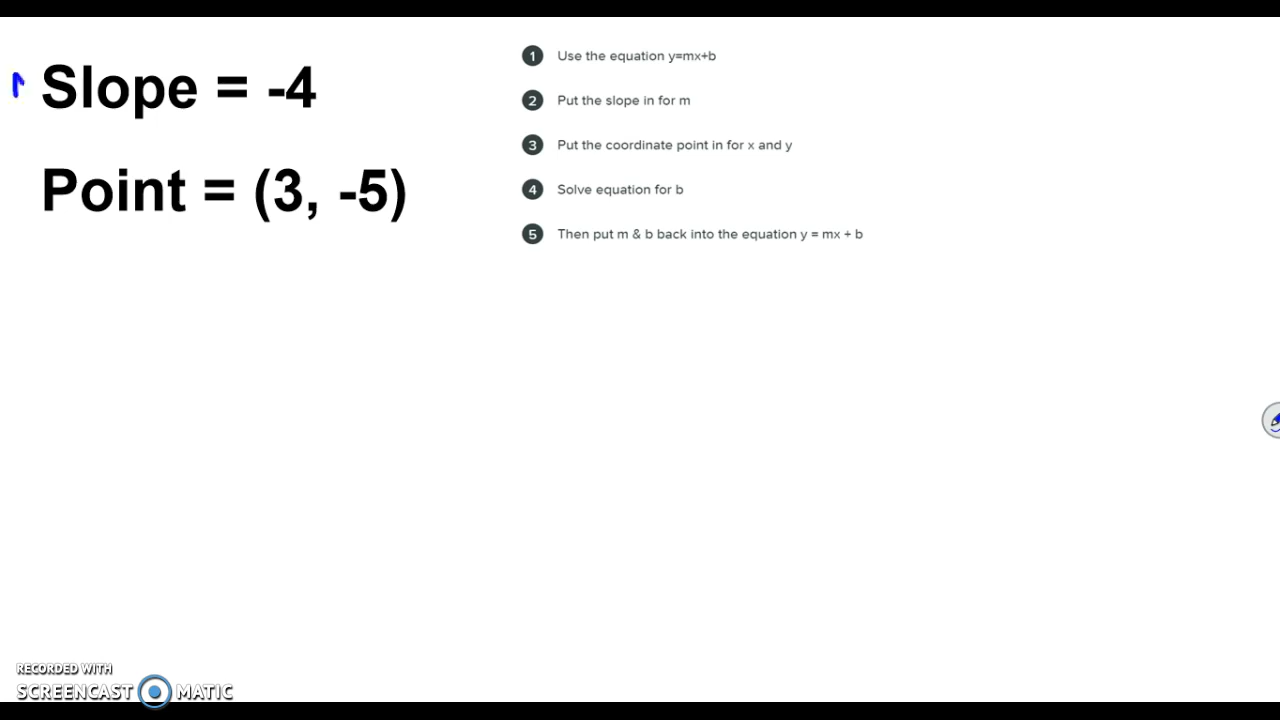 Slope = -4
Point = (3, -5)
1 Use the equation y=mx+b
2 Put the slope in for m
3 Put the coordinate point in for x and y
4 Solve equation for b
5 Then put m & b back into the equation y = mx + b
RECORDED WITH
SCREENCAST MATIC